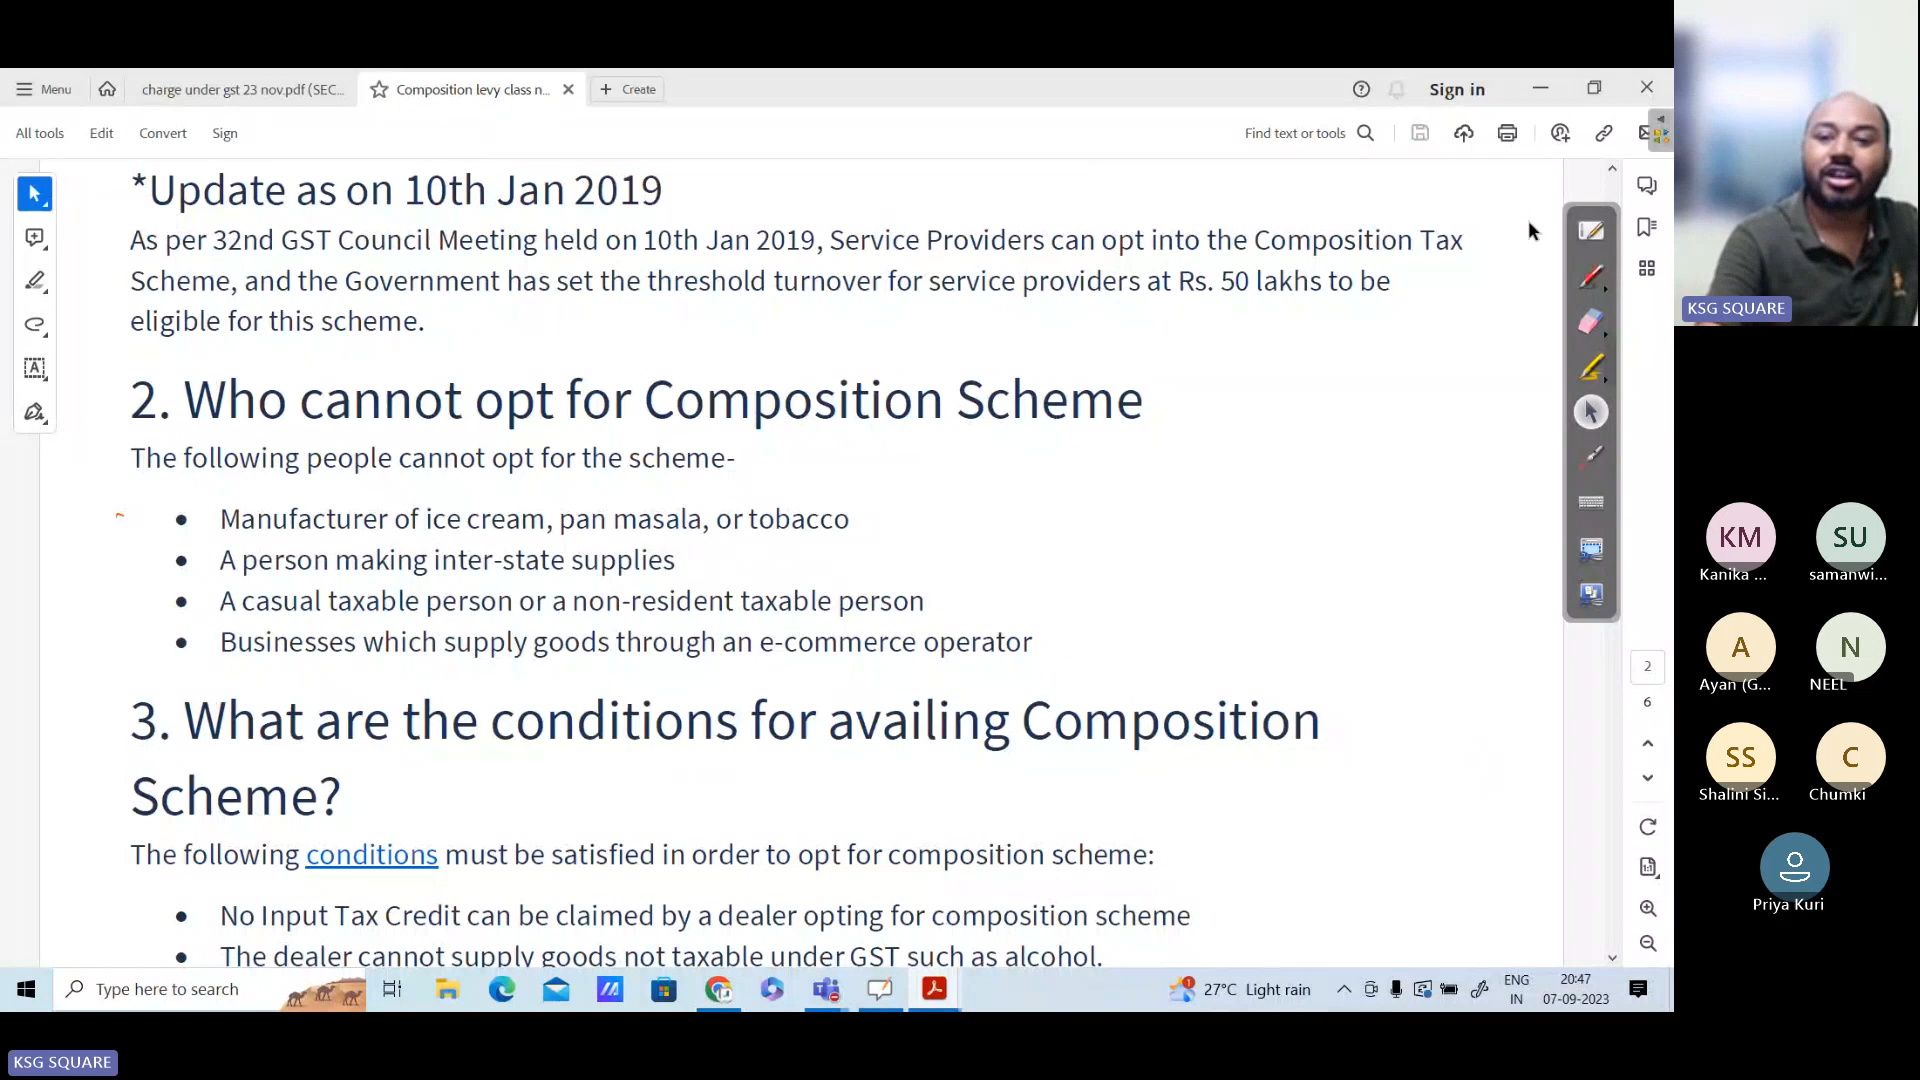 Menu
charge under gst 23 nov.pdf (SEC...
Composition levy class n...
Create
Sign in
All tools
Edit
Convert
Sign
Find text or tools
*Update as on 10th Jan 2019
As per 32nd GST Council Meeting held on 10th Jan 2019, Service Providers can opt into the Composition Tax
Scheme, and the Government has set the threshold turnover for service providers at Rs. 50 lakhs to be
eligible for this scheme.
2. Who cannot opt for Composition Scheme
The following people cannot opt for the scheme-
• Manufacturer of ice cream, pan masala, or tobacco
• A person making inter-state supplies
• A casual taxable person or a non-resident taxable person
• Businesses which supply goods through an e-commerce operator
3. What are the conditions for availing Composition
Scheme?
The following conditions must be satisfied in order to opt for composition scheme:
• No Input Tax Credit can be claimed by a dealer opting for composition scheme
• The dealer cannot supply goods not taxable under GST such as alcohol.
2
6
Type here to search
27°C Light rain
ENG
IN
20:47
07-09-2023
KSG SQUARE
KM
Kanika ...
SU
samanwi...
A
Ayan (G...
N
NEEL
SS
Shalini Si...
C
Chumki
Priya Kuri
KSG SQUARE